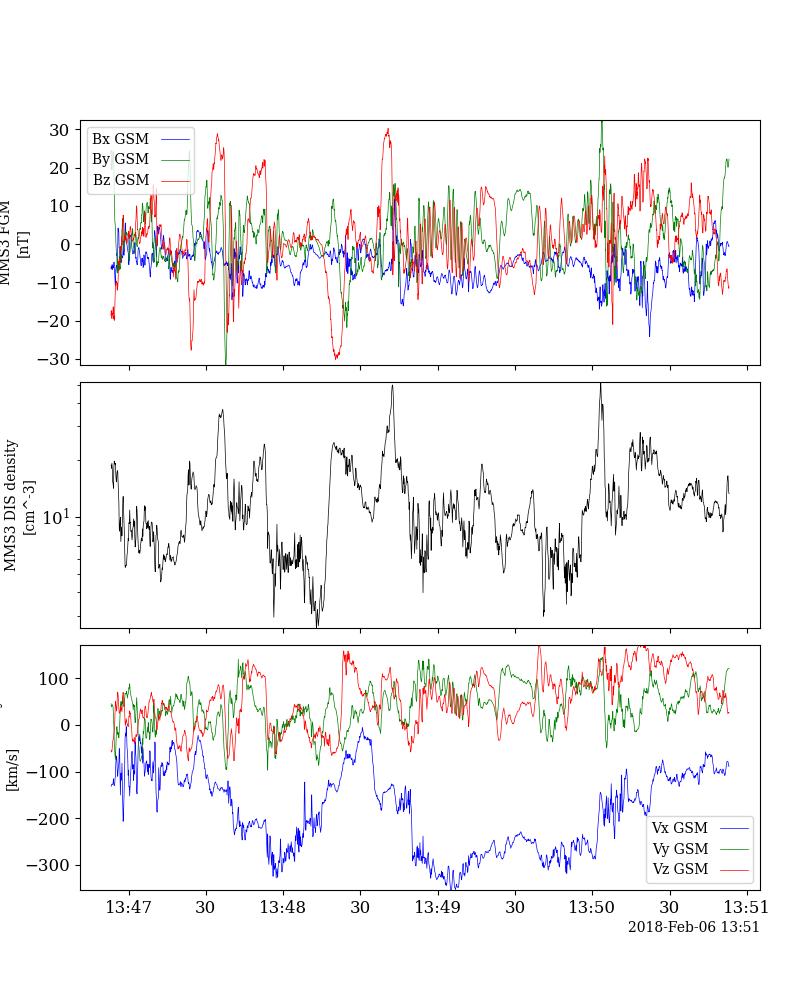 30
20
10
0
−10
−20
−30
MMS3 FGM
[nT]
Bx GSM
By GSM
Bz GSM
10^1
MMS3 DIS density
[cm^-3]
100
0
−100
−200
−300
[km/s]
Vx GSM
Vy GSM
Vz GSM
13:47
30
13:48
30
13:49
30
13:50
30
13:51
2018-Feb-06 13:51